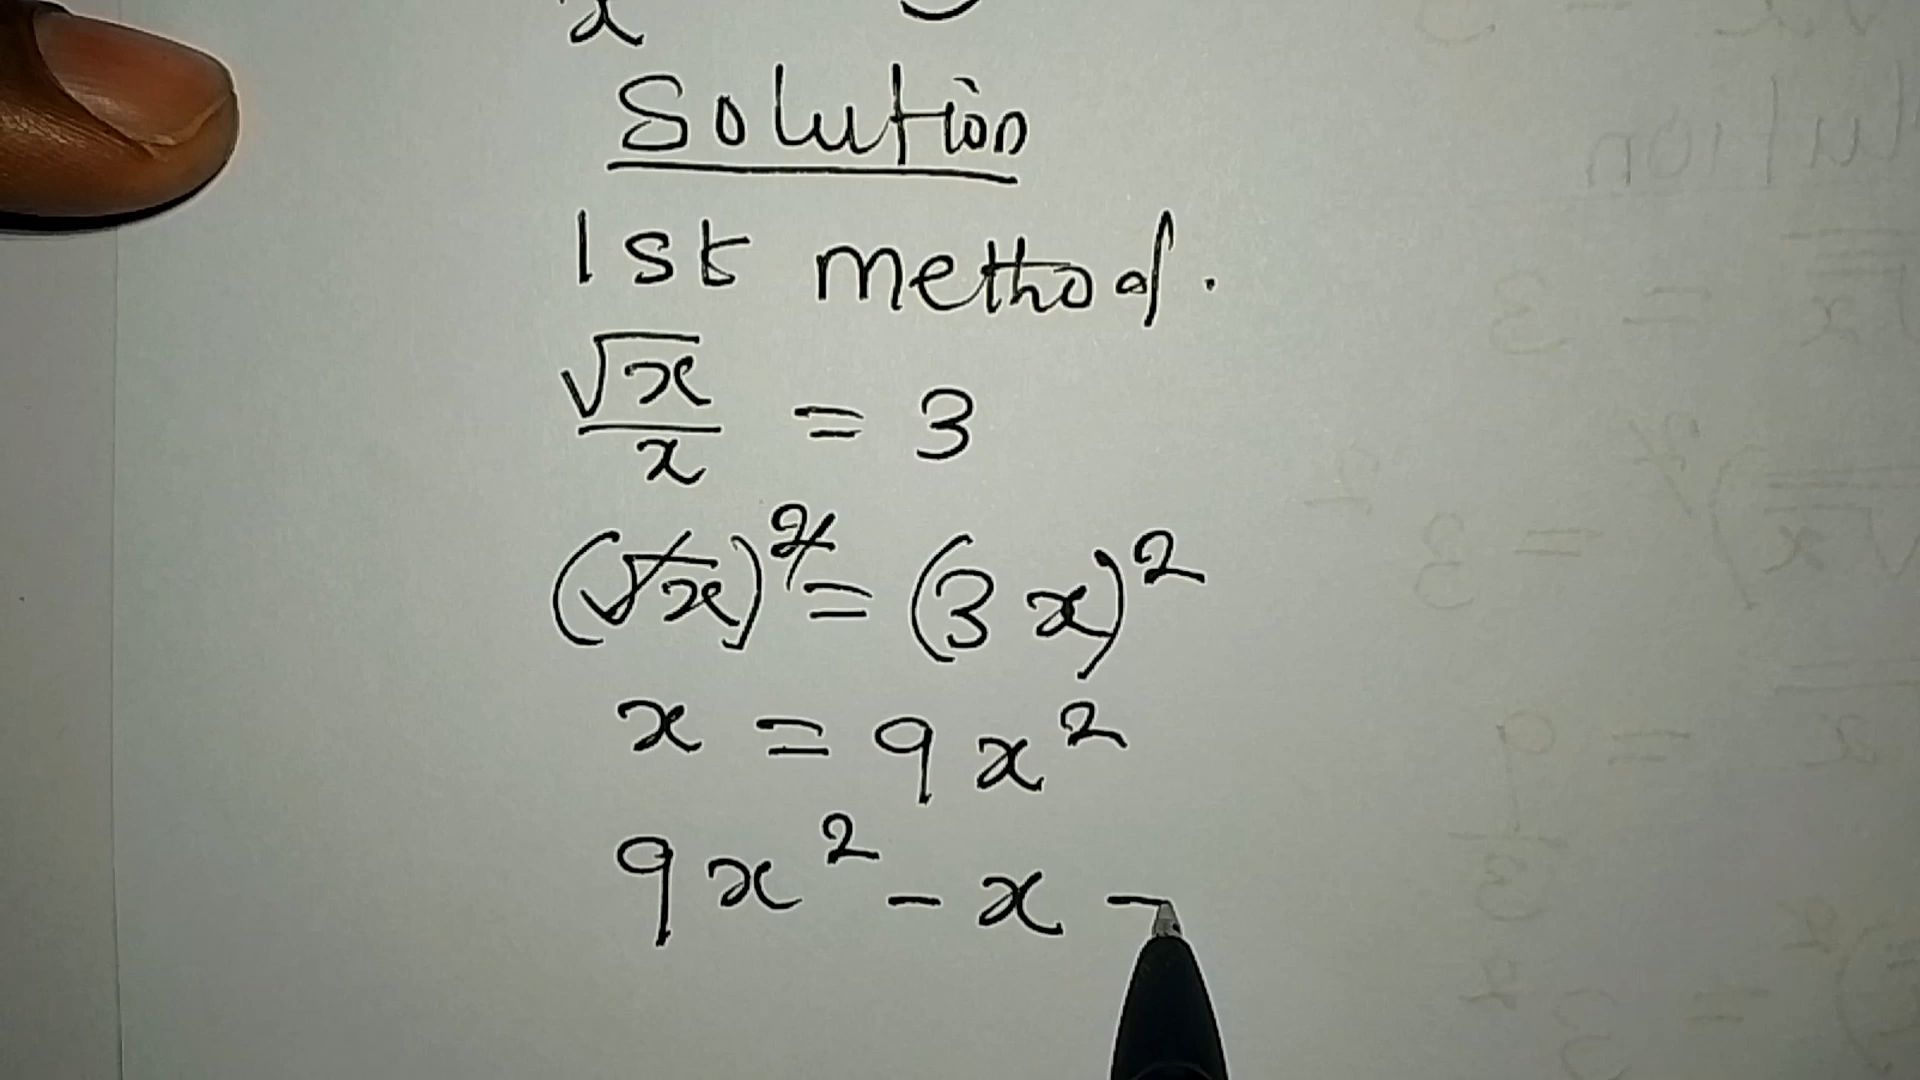 x
Solution
1st method.
√x/x = 3
(√x)² = (3x)²
x = 9x²
9x² - x -